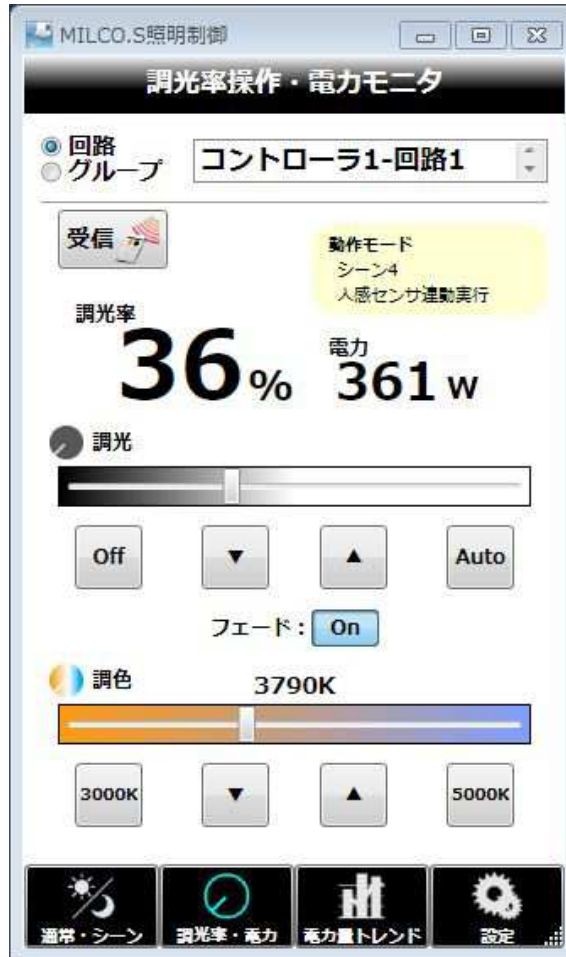 MILCO.S照明制御
調光率操作・電力モニタ
回路
グループ
コントローラ1-回路1
受信
動作モード
シーン4
人感センサ連動実行
調光率
36%
電力
361 W
調光
Off
▼
▲
Auto
フェード：
On
調色
3790K
3000K
▼
▲
5000K
通常・シーン
調光率・電力
電力量トレンド
設定